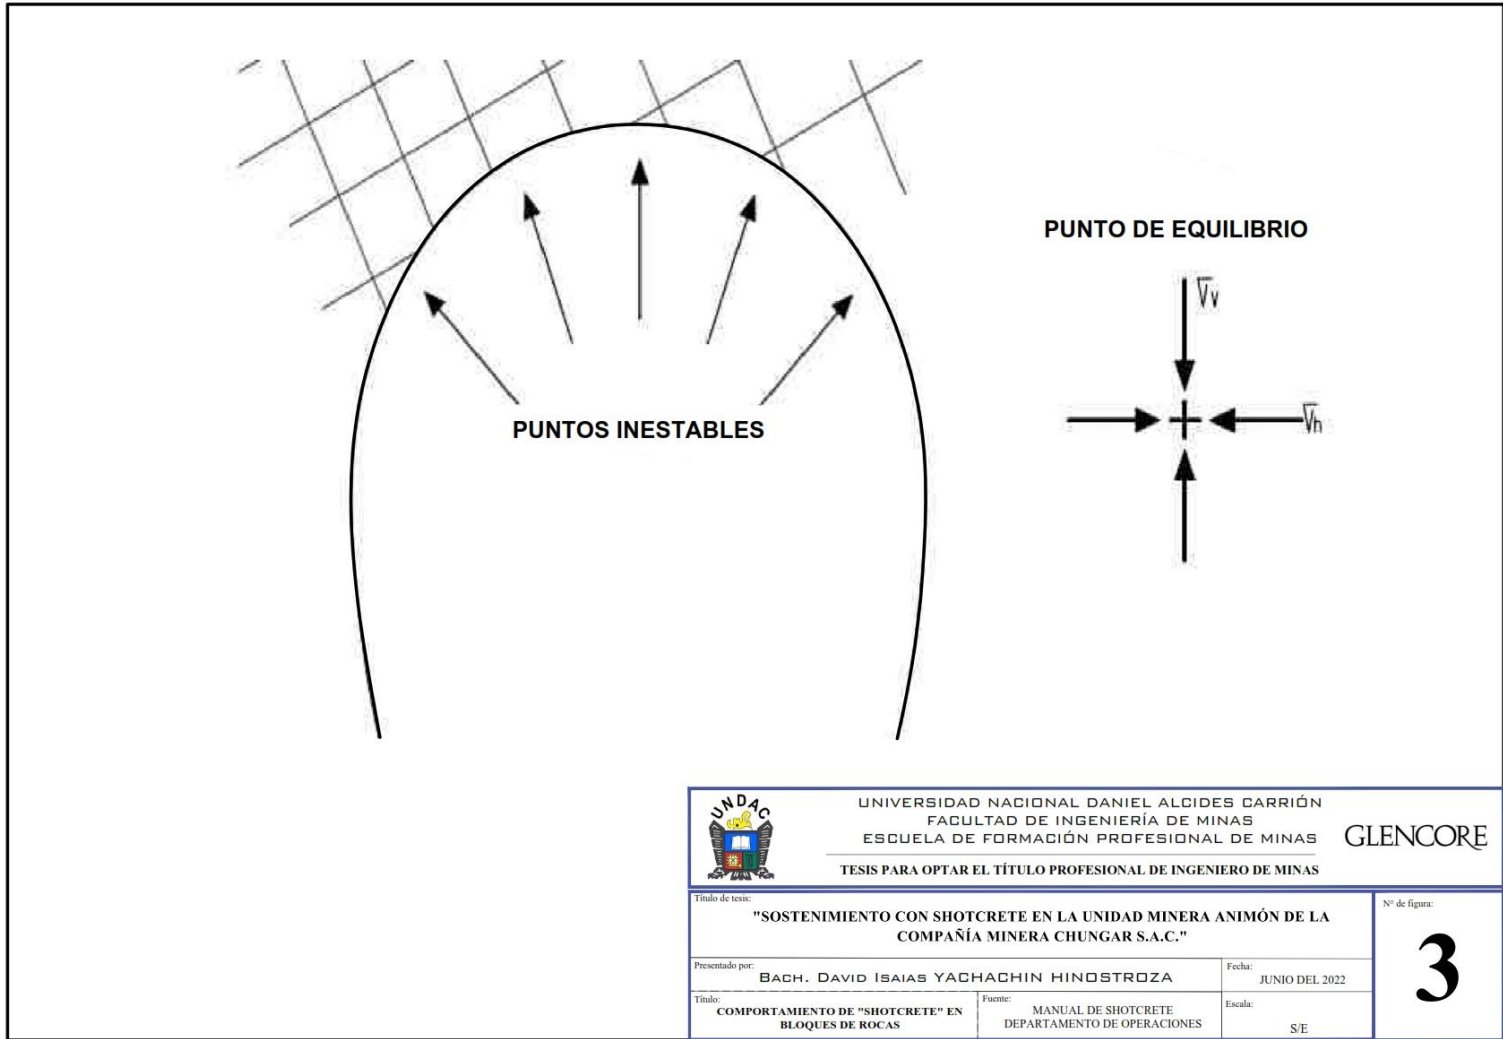 PUNTO DE EQUILIBRIO
Vv
Vh
PUNTOS INESTABLES
UNDAC
UNIVERSIDAD NACIONAL DANIEL ALCIDES CARRIÓN
FACULTAD DE INGENIERÍA DE MINAS
ESCUELA DE FORMACIÓN PROFESIONAL DE MINAS
GLENCORE
TESIS PARA OPTAR EL TÍTULO PROFESIONAL DE INGENIERO DE MINAS
Título de tesis:
"SOSTENIMIENTO CON SHOTCRETE EN LA UNIDAD MINERA ANIMÓN DE LA
COMPAÑÍA MINERA CHUNGAR S.A.C."
N° de figura:
3
Presentado por:
BACH. DAVID ISAIAS YACHACHIN HINOSTROZA
Fecha:
JUNIO DEL 2022
Título:
COMPORTAMIENTO DE "SHOTCRETE" EN
BLOQUES DE ROCAS
Fuente:
MANUAL DE SHOTCRETE
DEPARTAMENTO DE OPERACIONES
Escala:
S/E